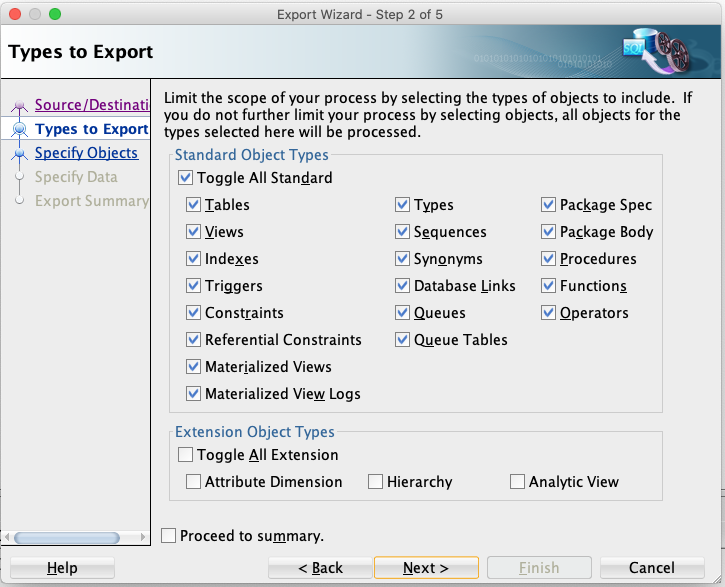 Export Wizard - Step 2 of 5
Types to Export
SQL
Source/Destinati
Types to Export
Specify Objects
Specify Data
Export Summary
Limit the scope of your process by selecting the types of objects to include. If
you do not further limit your process by selecting objects, all objects for the
types selected here will be processed.
Standard Object Types
Toggle All Standard
Tables Types Package Spec
Views Sequences Package Body
Indexes Synonyms Procedures
Triggers Database Links Functions
Constraints Queues Operators
Referential Constraints Queue Tables
Materialized Views
Materialized View Logs
Extension Object Types
Toggle All Extension
Attribute Dimension Hierarchy Analytic View
Proceed to summary.
Help < Back Next > Finish Cancel